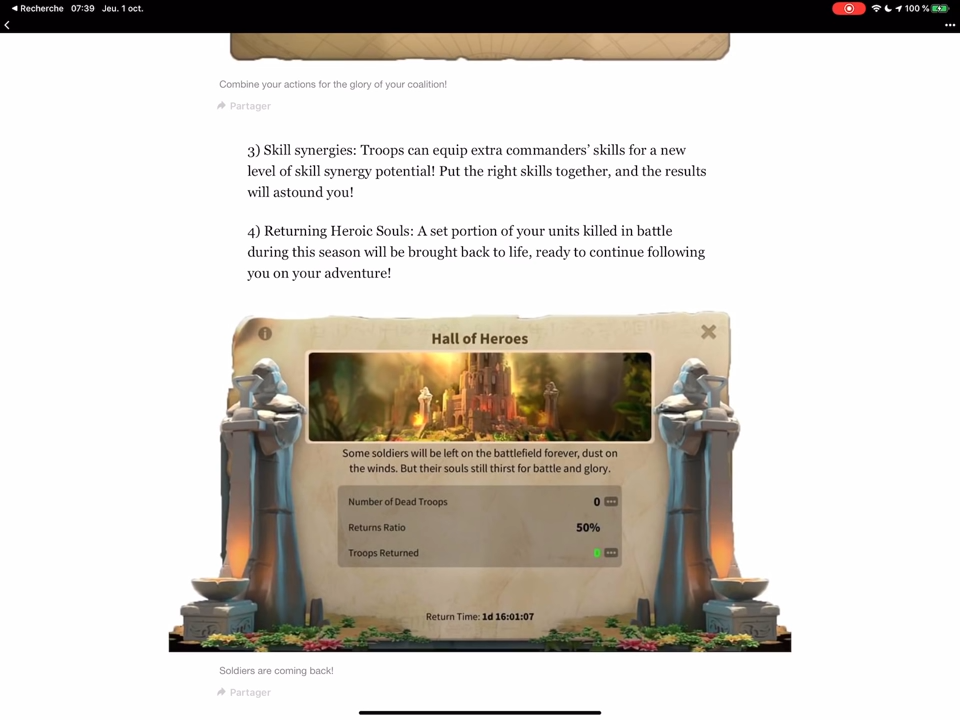 Recherche 07:39 Jeu. 1 oct. 100 %
Combine your actions for the glory of your coalition!
Partager
3) Skill synergies: Troops can equip extra commanders’ skills for a new
level of skill synergy potential! Put the right skills together, and the results
will astound you!
4) Returning Heroic Souls: A set portion of your units killed in battle
during this season will be brought back to life, ready to continue following
you on your adventure!
Hall of Heroes
Some soldiers will be left on the battlefield forever, dust on
the winds. But their souls still thirst for battle and glory.
Number of Dead Troops 0
Returns Ratio 50%
Troops Returned 0
Return Time: 1d 16:01:07
Soldiers are coming back!
Partager